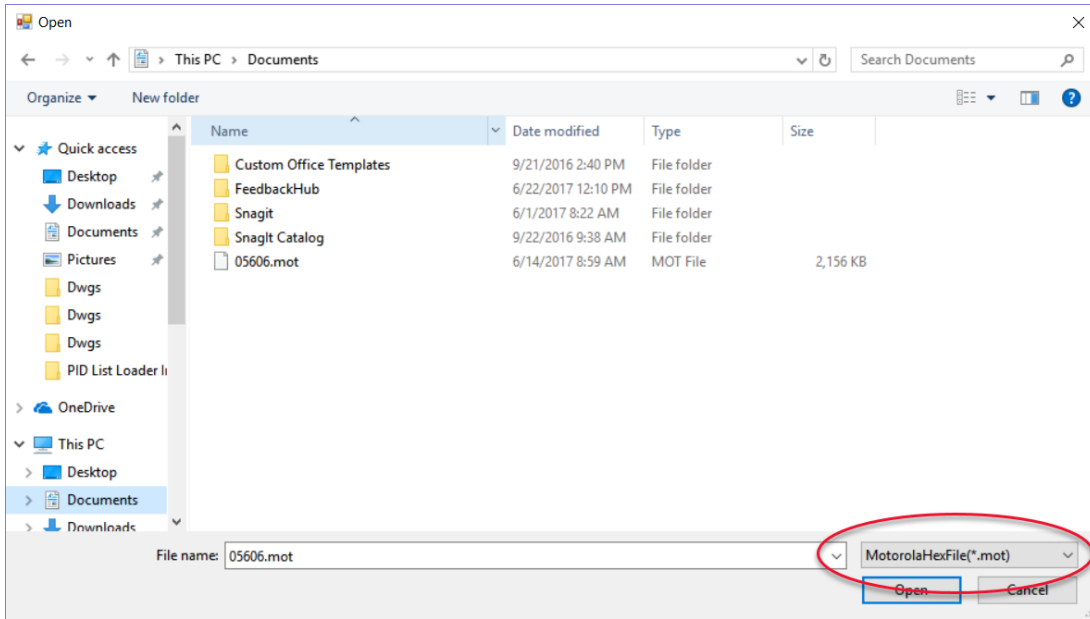 Open
This PC > Documents
Search Documents
Organize
New folder
?
Name
Date modified
Type
Size
Quick access
Desktop
Downloads
Documents
Pictures
Dwgs
Dwgs
Dwgs
PID List Loader I
OneDrive
This PC
Desktop
Documents
Downloads
Custom Office Templates 9/21/2016 2:40 PM File folder
FeedbackHub 6/22/2017 12:10 PM File folder
Snagit 6/1/2017 8:22 AM File folder
SnagIt Catalog 9/22/2016 9:38 AM File folder
05606.mot 6/14/2017 8:59 AM MOT File 2,156 KB
File name: 05606.mot
MotorolaHexFile(*.mot)
Open
Cancel